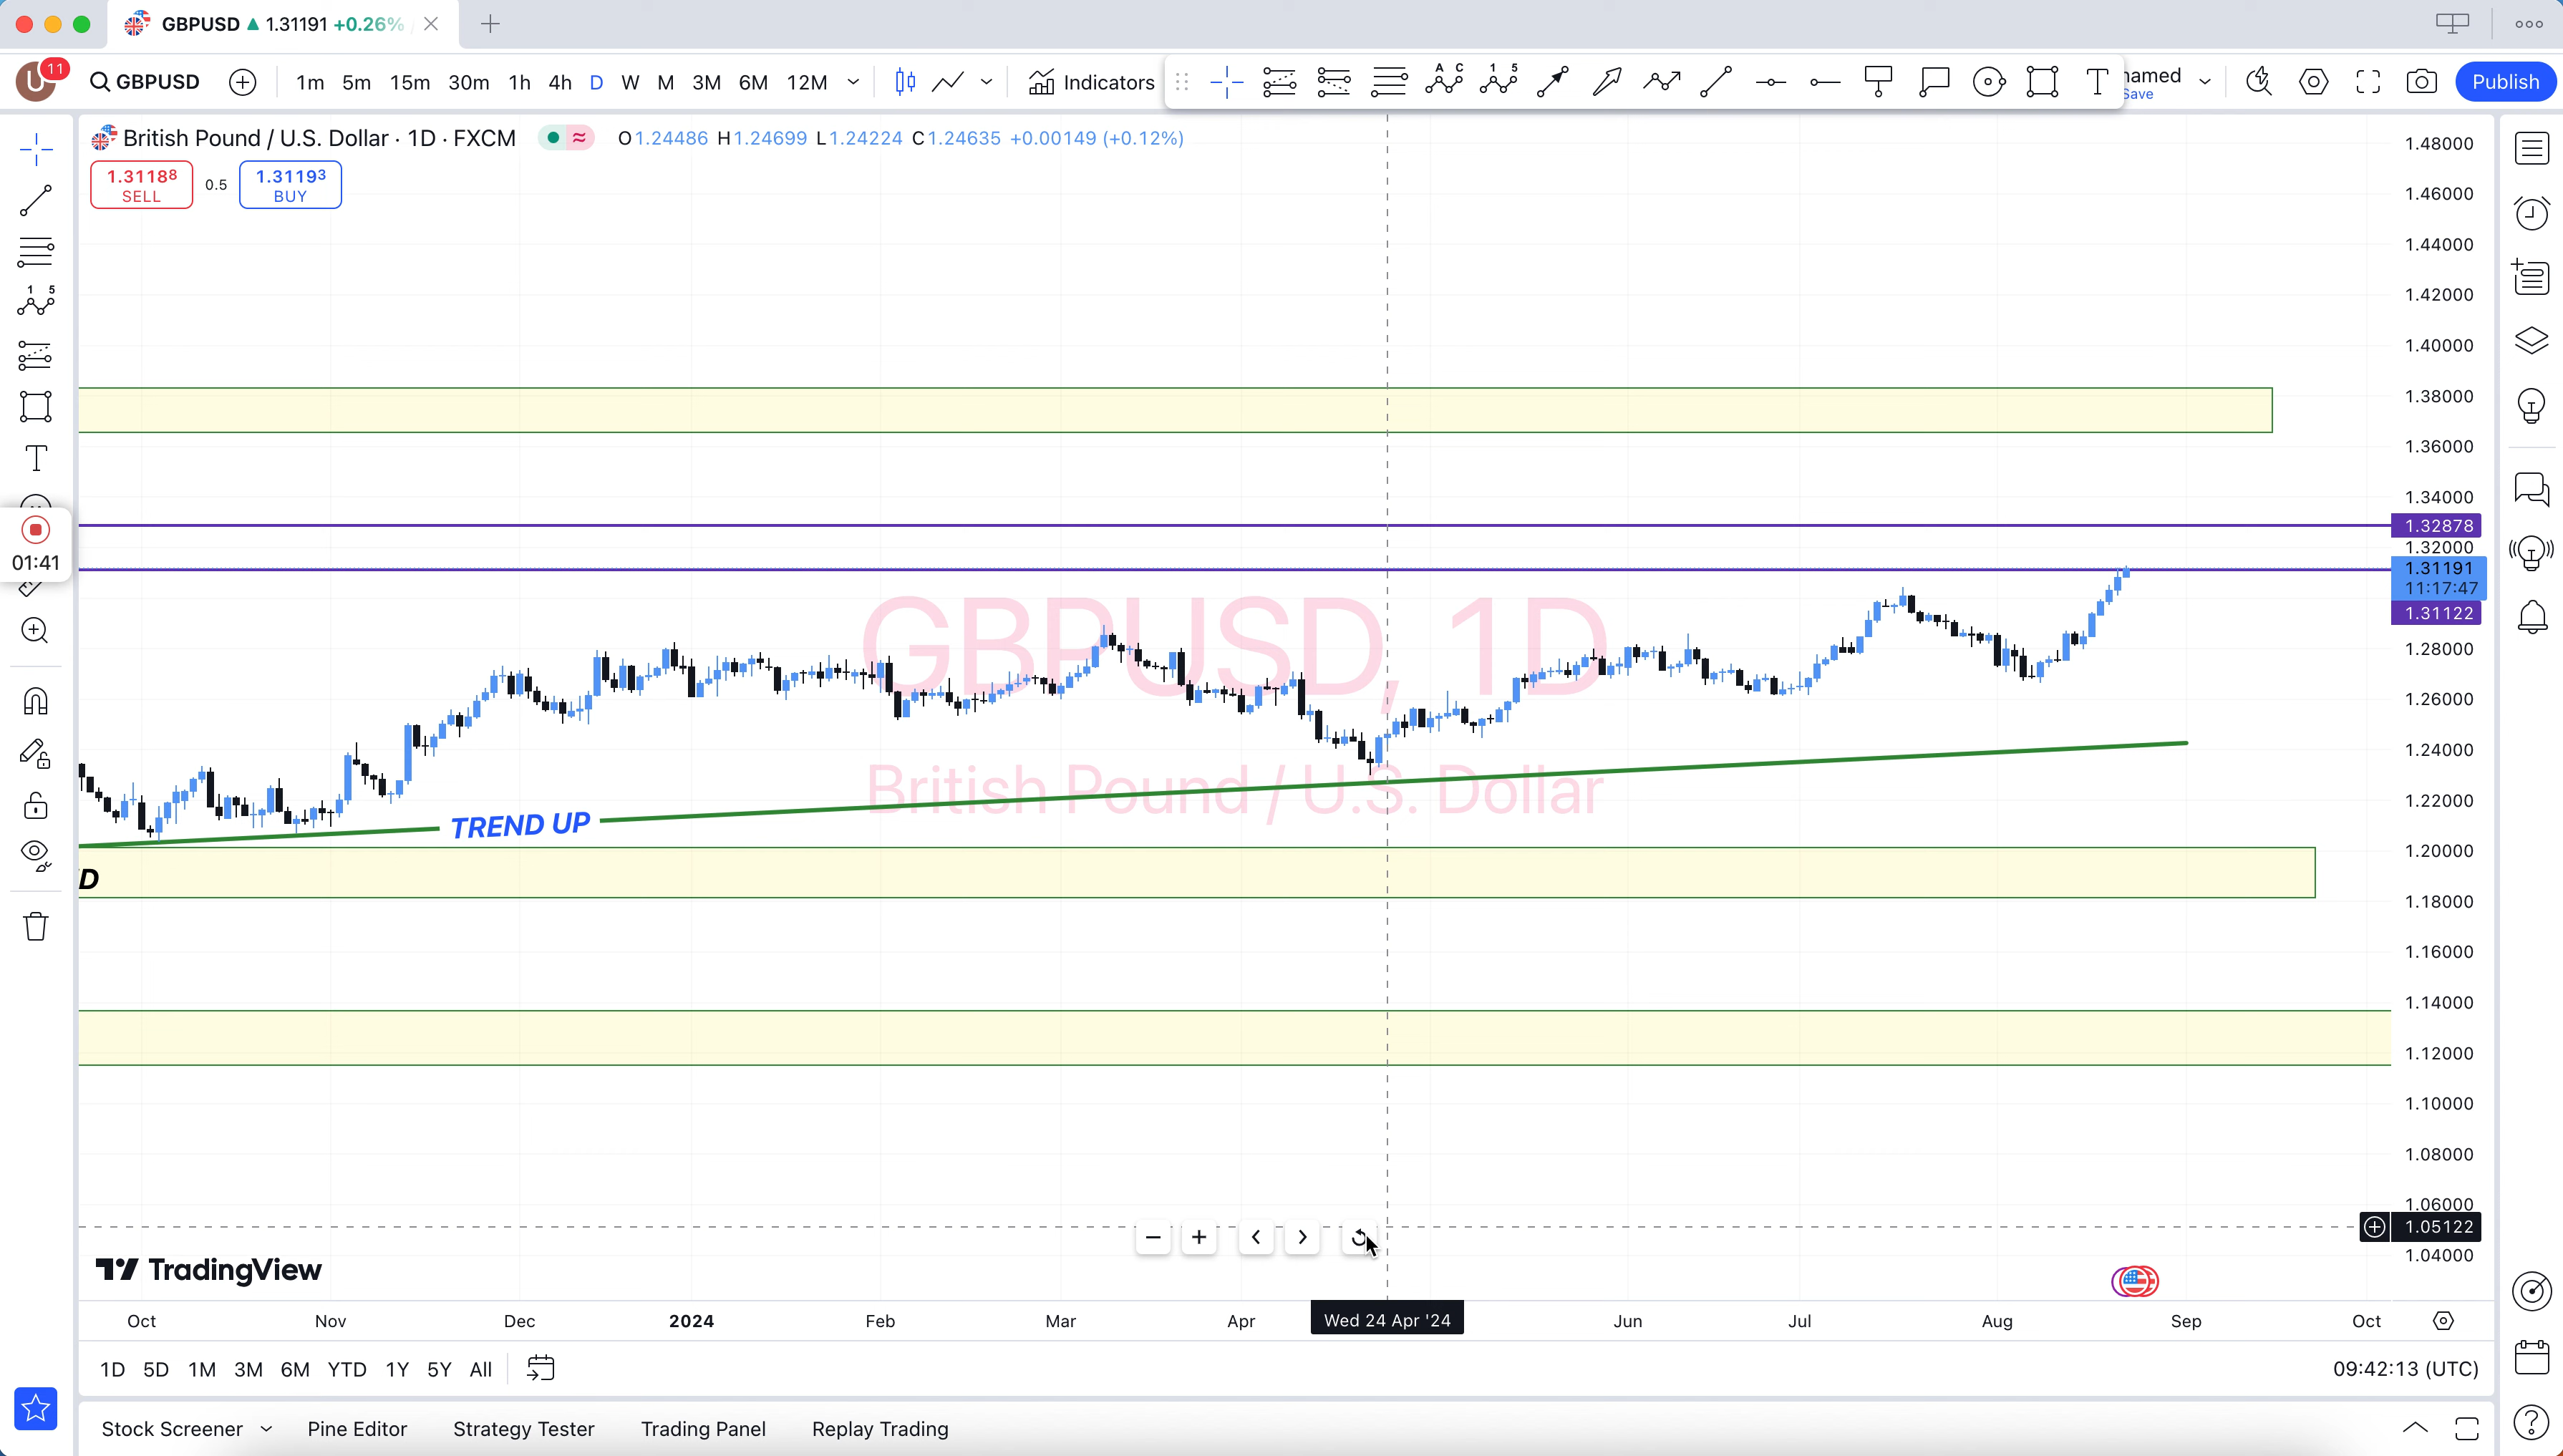 GBPUSD 1.31191 +0.26%
U 11 GBPUSD 1m 5m 15m 30m 1h 4h D W M 3M 6M 12M Indicators A C 1 5 T named Save Publish
British Pound / U.S. Dollar · 1D · FXCM O1.24486 H1.24699 L1.24224 C1.24635 +0.00149 (+0.12%)
1.31188 SELL 0.5 1.31193 BUY
1.48000
1.46000
1.44000
1.42000
1.40000
1.38000
1.36000
1.34000
1.32878
1.32000
1.31191
11:17:47
1.31122
1.28000
1.26000
1.24000
1.22000
1.20000
1.18000
1.16000
1.14000
1.12000
1.10000
1.08000
1.06000
1.05122
1.04000
1 5
T
01:41
GBPUSD, 1D
British Pound / U.S. Dollar
TREND UP
D
TradingView
Oct Nov Dec 2024 Feb Mar Apr Wed 24 Apr '24 Jun Jul Aug Sep Oct
1D 5D 1M 3M 6M YTD 1Y 5Y All 09:42:13 (UTC)
Stock Screener Pine Editor Strategy Tester Trading Panel Replay Trading